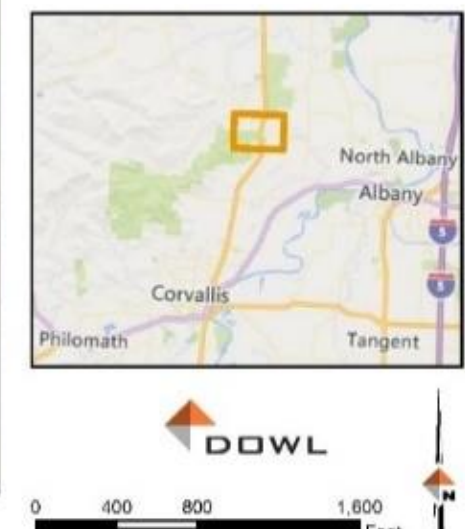 North Albany
Albany
5
5
Corvallis
Philomath
Tangent
DOWL
N
0 400 800 1,600
Feet